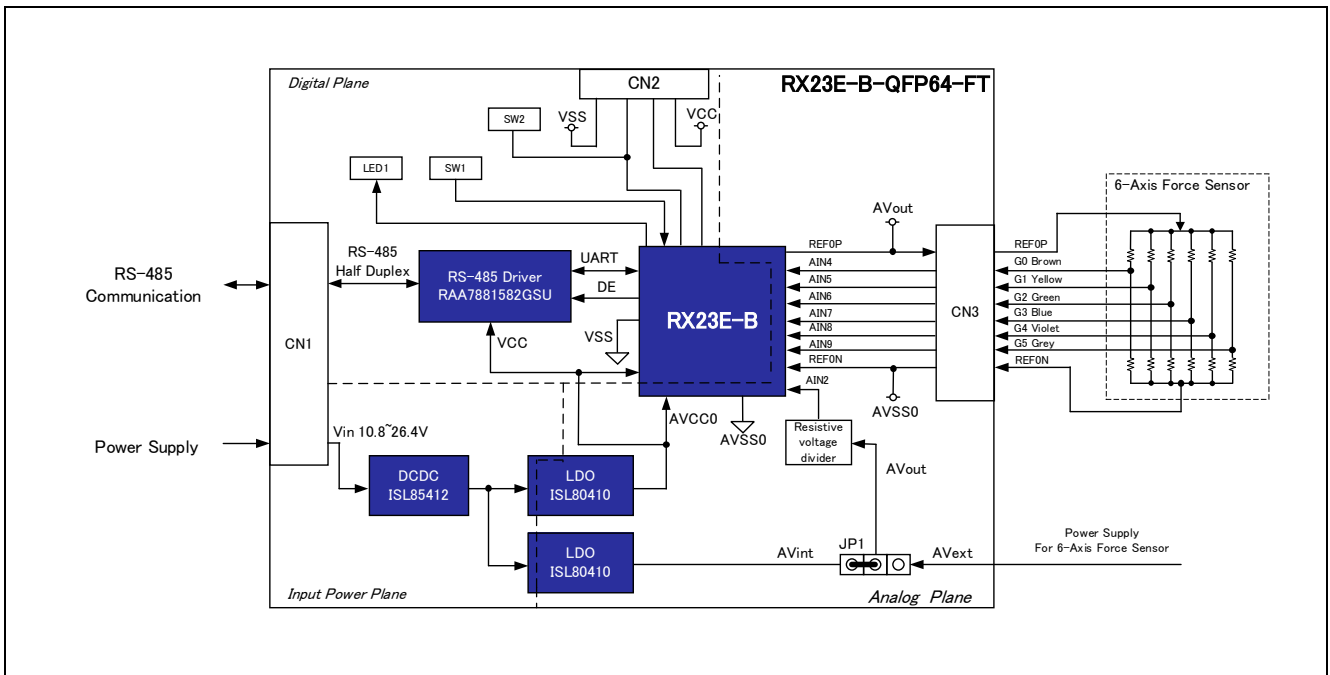 Digital Plane
CN2
RX23E-B-QFP64-FT
VSS
VCC
SW2
LED1
SW1
6-Axis Force Sensor
AVout
RS-485
Half Duplex
RS-485 Driver
RAA7881582GSU
UART
DE
RX23E-B
REF0P
AIN4
AIN5
AIN6
AIN7
AIN8
AIN9
REF0N
AIN2
CN3
REF0P
G0 Brown
G1 Yellow
G2 Green
G3 Blue
G4 Violet
G5 Grey
REF0N
RS-485
Communication
CN1
VSS
VCC
AVCC0
AVSS0
AVSS0
Power Supply
Vin 10.8~26.4V
Resistive
voltage
divider
AVout
DCDC
ISL85412
LDO
ISL80410
LDO
ISL80410
AVint
JP1
AVext
Power Supply
For 6-Axis Force Sensor
Input Power Plane
Analog Plane